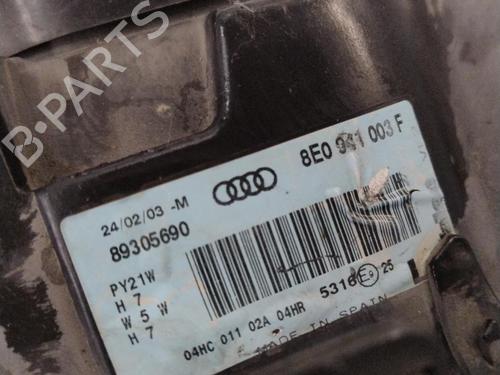 B-PARTS
24/02/03 -M
8E0 941 003 F
89305690
PY21W
H 7
W 5 W
H 7
5316 E9 25
04HC 011 02A 04HR
MADE IN SPAIN